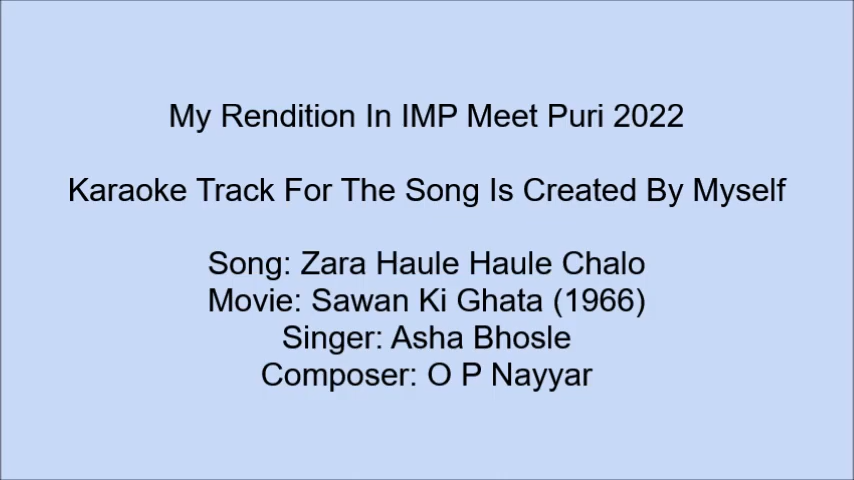 My Rendition In IMP Meet Puri 2022
Karaoke Track For The Song Is Created By Myself
Song: Zara Haule Haule Chalo
Movie: Sawan Ki Ghata (1966)
Singer: Asha Bhosle
Composer: O P Nayyar